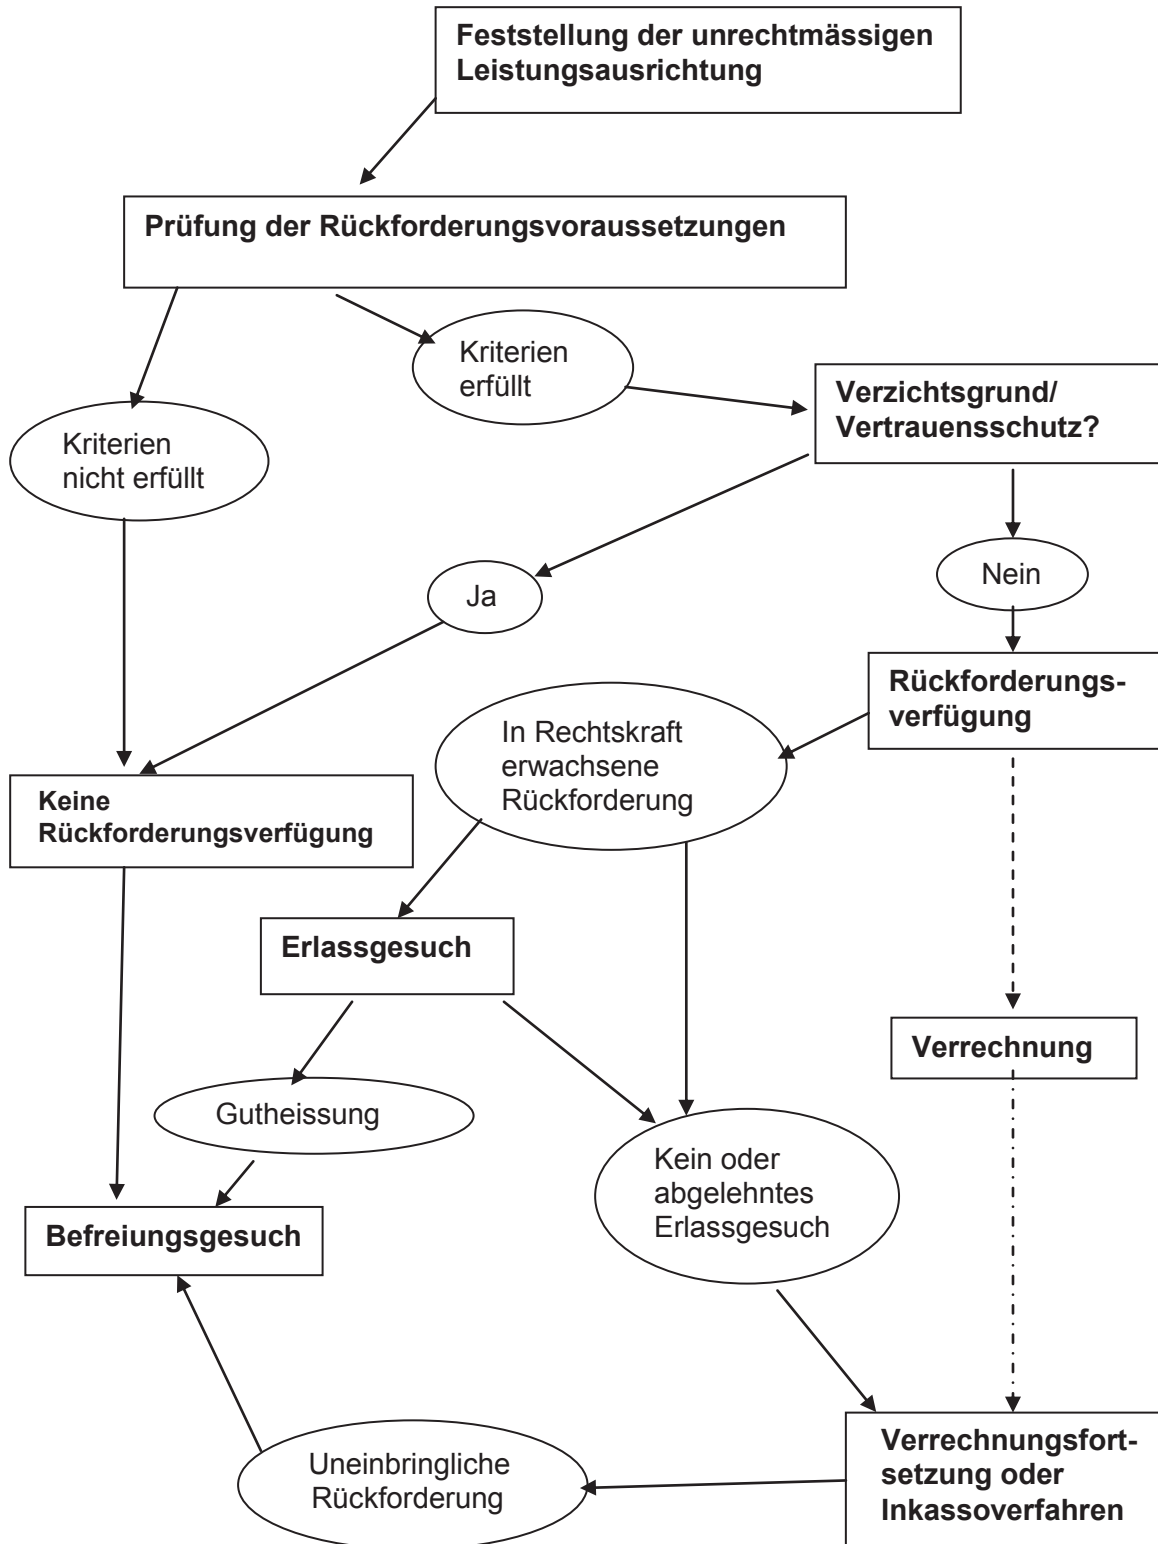 Feststellung der unrechtmässigen
Leistungsausrichtung
Prüfung der Rückforderungsvoraussetzungen
Kriterien
erfüllt
Verzichtsgrund/
Vertrauensschutz?
Kriterien
nicht erfüllt
Ja
Nein
Rückforderungs-
verfügung
In Rechtskraft
erwachsene
Rückforderung
Keine
Rückforderungsverfügung
Erlassgesuch
Verrechnung
Gutheissung
Kein oder
abgelehntes
Erlassgesuch
Befreiungsgesuch
Verrechnungsfort-
setzung oder
Inkassoverfahren
Uneinbringliche
Rückforderung